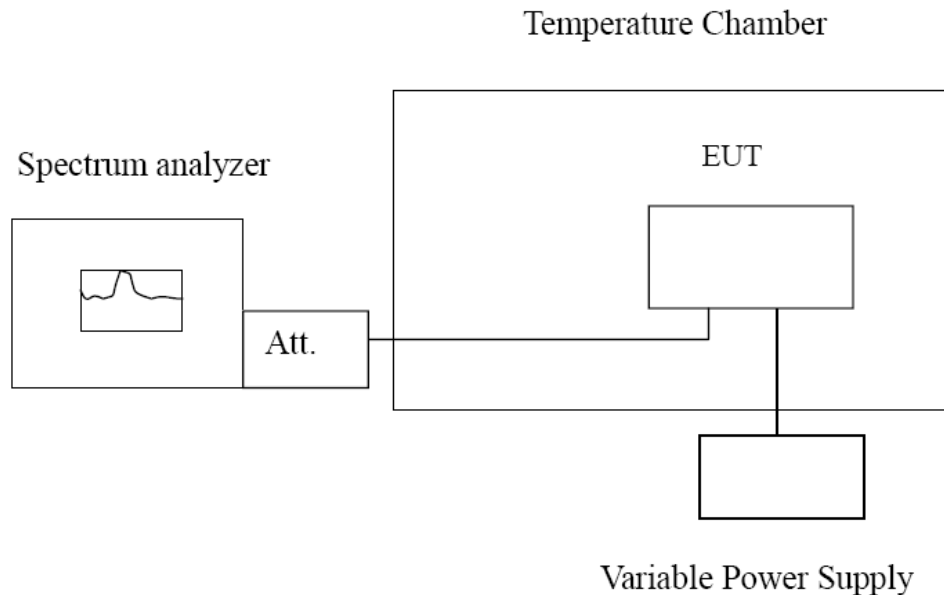 Temperature Chamber
Spectrum analyzer
EUT
Att.
Variable Power Supply